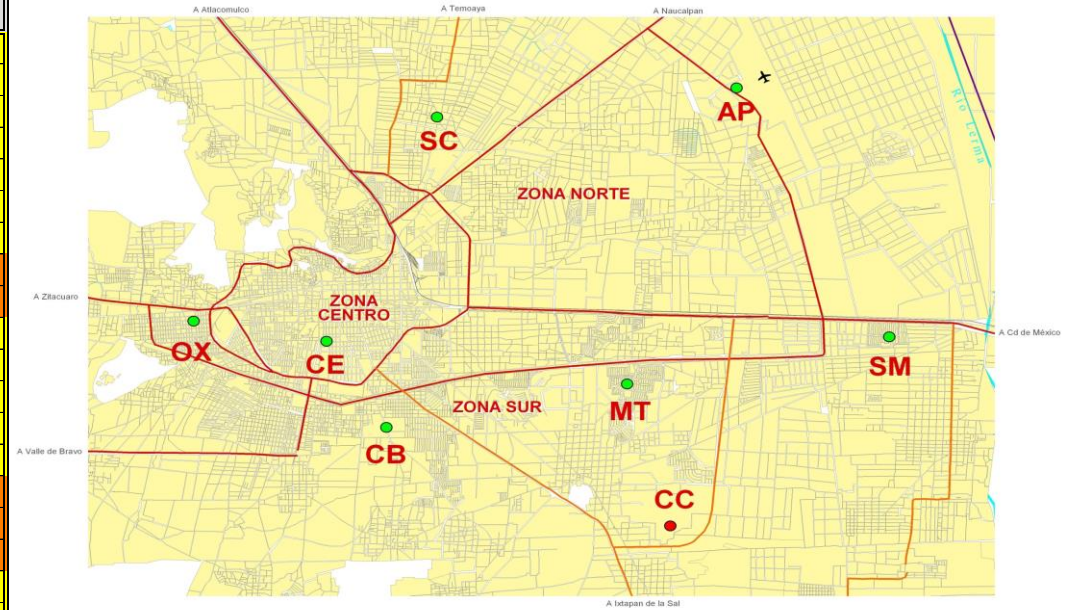 A Atlacomulco
A Temoaya
A Naucalpan
AP
SC
Río Lerma
ZONA NORTE
A Zitacuaro
ZONA
CENTRO
A Cd de México
OX
CE
SM
ZONA SUR
MT
A Valle de Bravo
CB
CC
A Ixtapan de la Sal